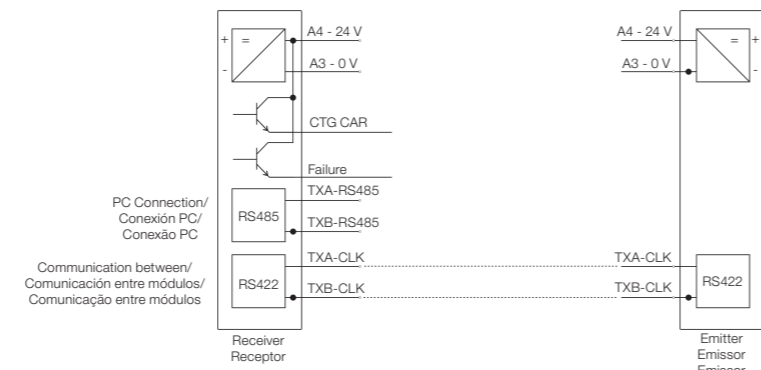 A4 - 24 V
+ =
-
A3 - 0 V
CTG CAR
Failure
PC Connection/
Conexión PC/
Conexão PC
RS485
TXA-RS485
TXB-RS485
Communication between/
Comunicación entre módulos/
Comunicação entre módulos
RS422
TXA-CLK
TXB-CLK
Receiver
Receptor
A4 - 24 V
= +
A3 - 0 V
-
TXA-CLK
RS422
TXB-CLK
Emitter
Emissor
Emissor